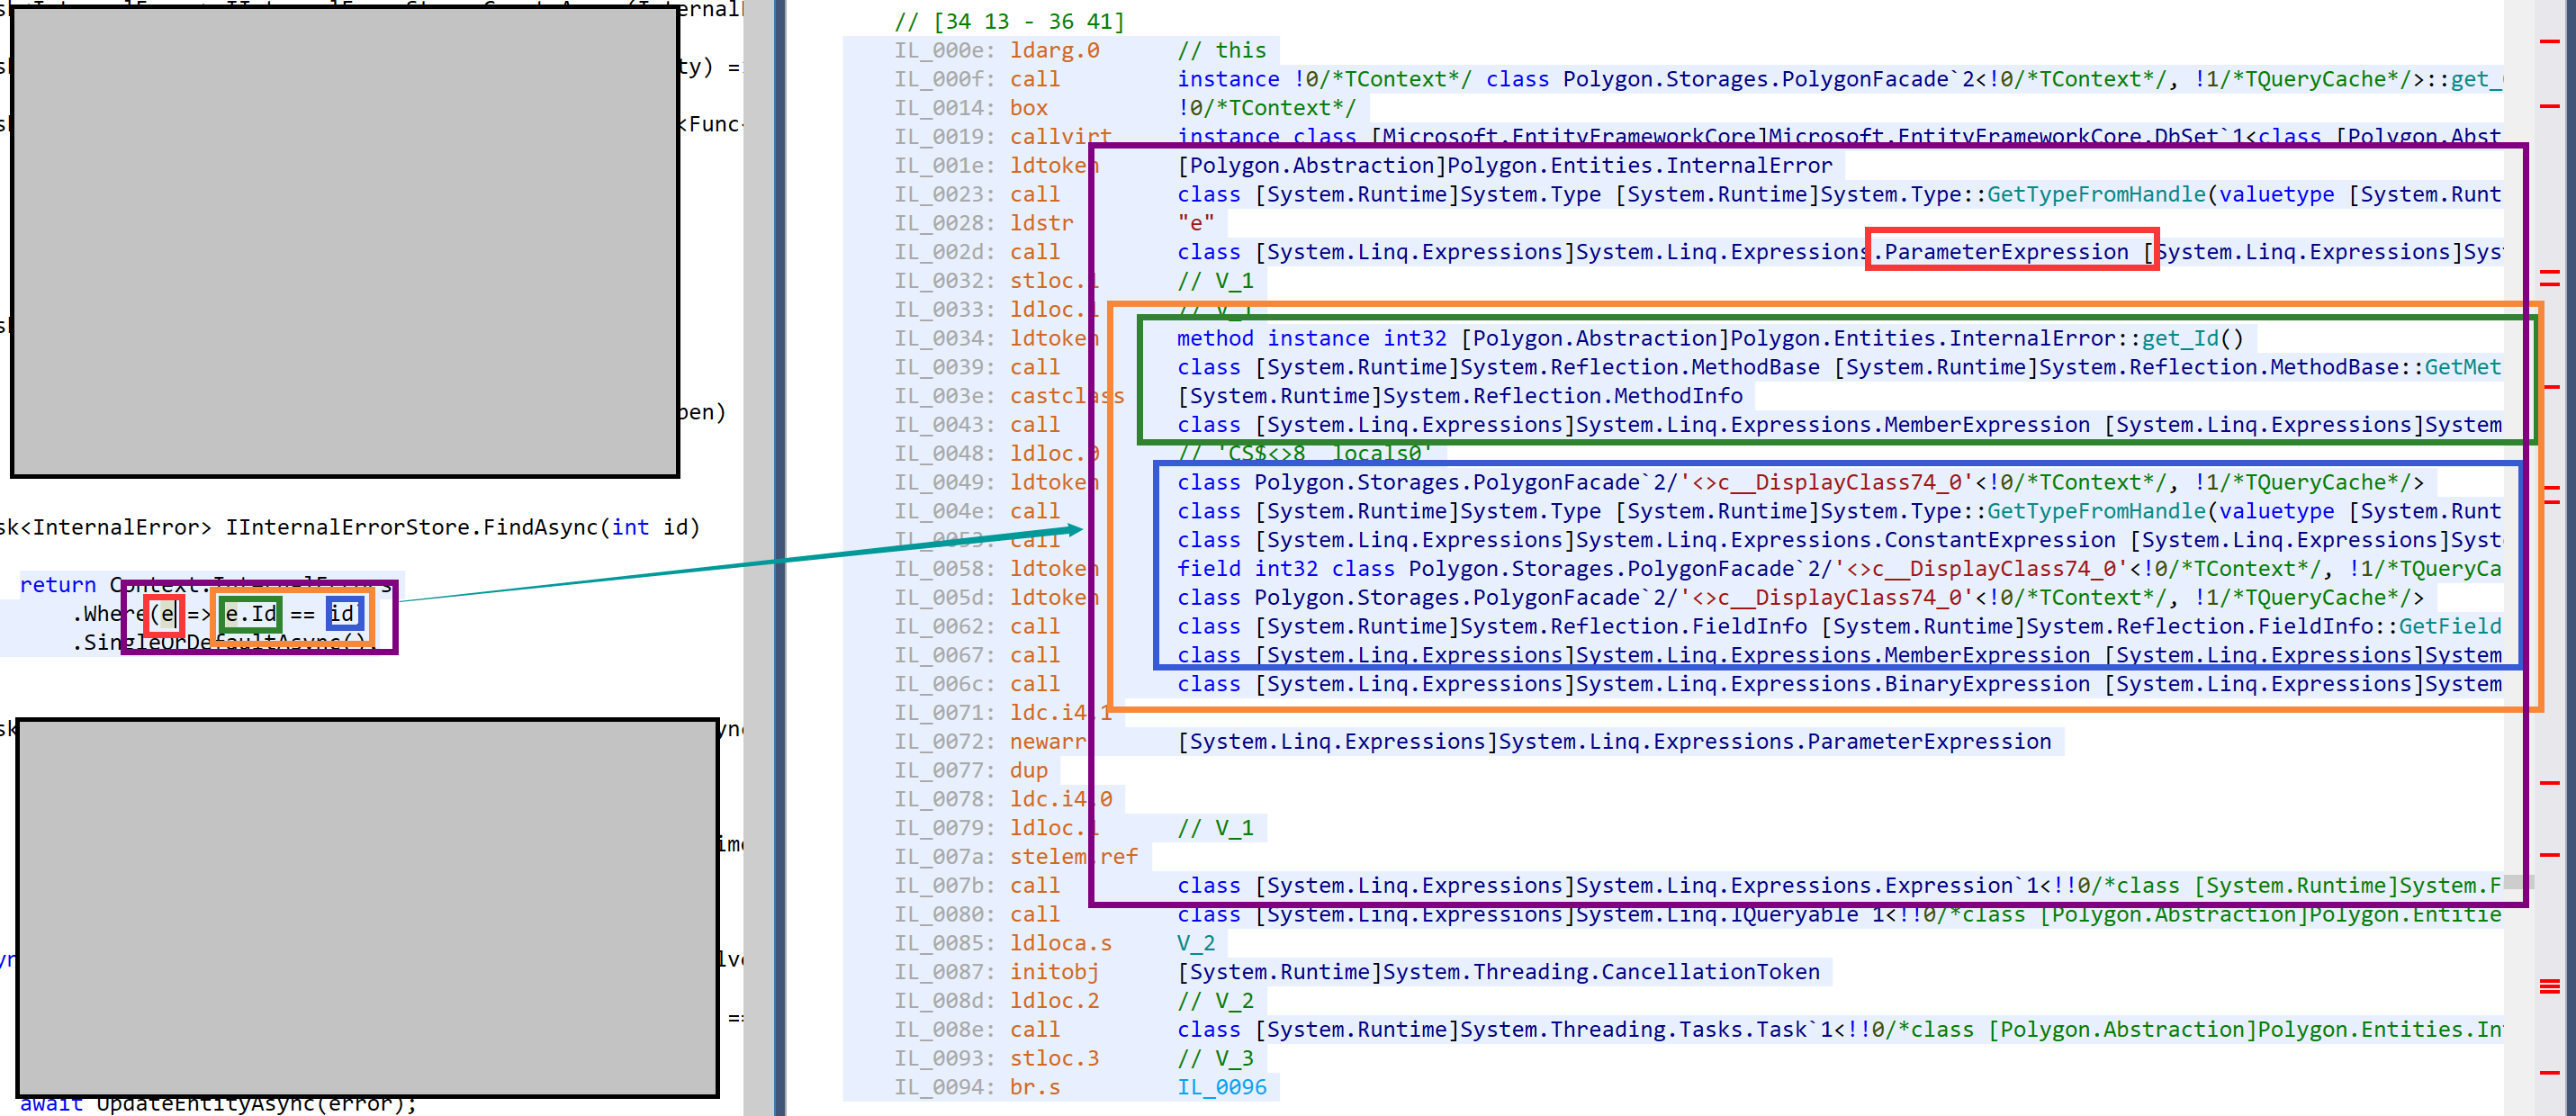 ty) =
<Func<
pen)
sk<InternalError> IInternalErrorStore.FindAsync(int id)
return Context.InternalErrors
.Where(e => e.Id == id)
.SingleOrDefaultAsync();
await UpdateEntityAsync(error);
// [34 13 - 36 41]
IL_000e: ldarg.0 // this
IL_000f: call instance !0/*TContext*/ class Polygon.Storages.PolygonFacade`2<!0/*TContext*/, !1/*TQueryCache*/>::get_
IL_0014: box !0/*TContext*/
IL_0019: callvirt instance class [Microsoft.EntityFrameworkCore]Microsoft.EntityFrameworkCore.DbSet`1<class [Polygon.Abst
IL_001e: ldtoken [Polygon.Abstraction]Polygon.Entities.InternalError
IL_0023: call class [System.Runtime]System.Type [System.Runtime]System.Type::GetTypeFromHandle(valuetype [System.Runt
IL_0028: ldstr "e"
IL_002d: call class [System.Linq.Expressions]System.Linq.Expressions.ParameterExpression [System.Linq.Expressions]Sys
IL_0032: stloc.1 // V_1
IL_0033: ldloc.1 // V_1
IL_0034: ldtoken method instance int32 [Polygon.Abstraction]Polygon.Entities.InternalError::get_Id()
IL_0039: call class [System.Runtime]System.Reflection.MethodBase [System.Runtime]System.Reflection.MethodBase::GetMet
IL_003e: castclass [System.Runtime]System.Reflection.MethodInfo
IL_0043: call class [System.Linq.Expressions]System.Linq.Expressions.MemberExpression [System.Linq.Expressions]System
IL_0048: ldloc.0 // 'CS$<>8__locals0'
IL_0049: ldtoken class Polygon.Storages.PolygonFacade`2/'<>c__DisplayClass74_0'<!0/*TContext*/, !1/*TQueryCache*/>
IL_004e: call class [System.Runtime]System.Type [System.Runtime]System.Type::GetTypeFromHandle(valuetype [System.Runt
IL_0053: call class [System.Linq.Expressions]System.Linq.Expressions.ConstantExpression [System.Linq.Expressions]Syst
IL_0058: ldtoken field int32 class Polygon.Storages.PolygonFacade`2/'<>c__DisplayClass74_0'<!0/*TContext*/, !1/*TQueryCa
IL_005d: ldtoken class Polygon.Storages.PolygonFacade`2/'<>c__DisplayClass74_0'<!0/*TContext*/, !1/*TQueryCache*/>
IL_0062: call class [System.Runtime]System.Reflection.FieldInfo [System.Runtime]System.Reflection.FieldInfo::GetField
IL_0067: call class [System.Linq.Expressions]System.Linq.Expressions.MemberExpression [System.Linq.Expressions]System
IL_006c: call class [System.Linq.Expressions]System.Linq.Expressions.BinaryExpression [System.Linq.Expressions]System
IL_0071: ldc.i4.1
IL_0072: newarr [System.Linq.Expressions]System.Linq.Expressions.ParameterExpression
IL_0077: dup
IL_0078: ldc.i4.0
IL_0079: ldloc.1 // V_1
IL_007a: stelem.ref
IL_007b: call class [System.Linq.Expressions]System.Linq.Expressions.Expression`1<!!0/*class [System.Runtime]System.F
IL_0080: call class [System.Linq.Expressions]System.Linq.IQueryable`1<!!0/*class [Polygon.Abstraction]Polygon.Entitie
IL_0085: ldloca.s V_2
IL_0087: initobj [System.Runtime]System.Threading.CancellationToken
IL_008d: ldloc.2 // V_2
IL_008e: call class [System.Runtime]System.Threading.Tasks.Task`1<!!0/*class [Polygon.Abstraction]Polygon.Entities.In
IL_0093: stloc.3 // V_3
IL_0094: br.s IL_0096